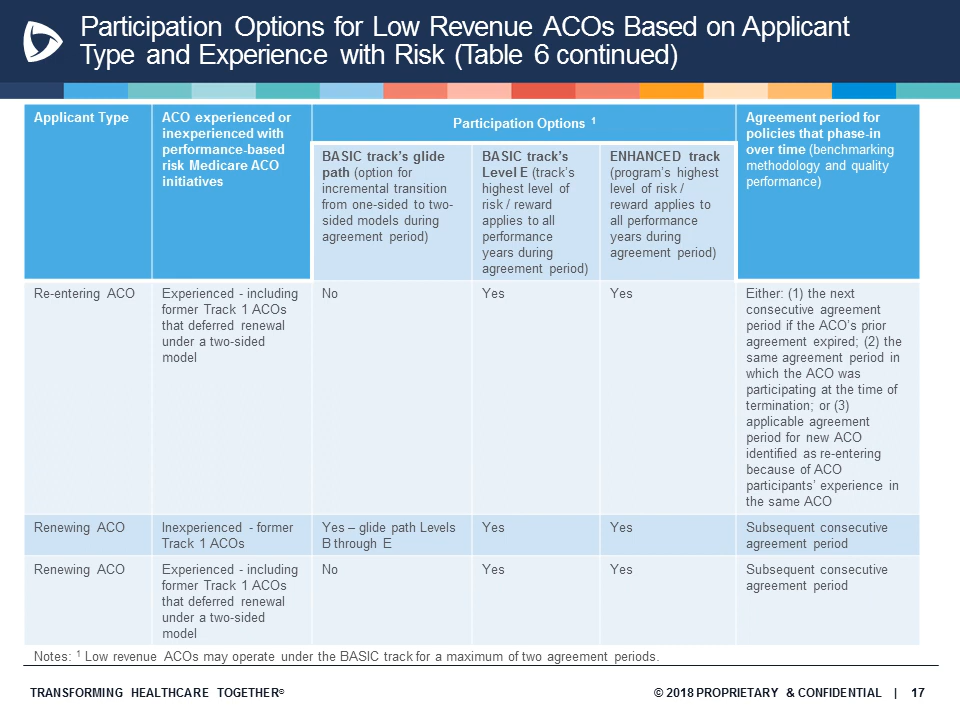 Participation Options for Low Revenue ACOs Based on Applicant
Type and Experience with Risk (Table 6 continued)
Applicant Type
ACO experienced or
inexperienced with
performance-based
risk Medicare ACO
initiatives
Participation Options 1
BASIC track's glide
path (option for
incremental transition
from one-sided to two-
sided models during
agreement period)
BASIC track's
Level E (track's
highest level of
risk / reward
applies to all
performance
years during
agreement period)
ENHANCED track
(program's highest
level of risk /
reward applies to
all performance
years during
agreement period)
Agreement period for
policies that phase-in
over time (benchmarking
methodology and quality
performance)
Re-entering ACO
Experienced - including
former Track 1 ACOs
that deferred renewal
under a two-sided
model
No
Yes
Yes
Either: (1) the next
consecutive agreement
period if the ACO's prior
agreement expired; (2) the
same agreement period in
which the ACO was
participating at the time of
termination; or (3)
applicable agreement
period for new ACO
identified as re-entering
because of ACO
participants' experience in
the same ACO
Renewing ACO
Inexperienced - former
Track 1 ACOs
Yes – glide path Levels
B through E
Yes
Yes
Subsequent consecutive
agreement period
Renewing ACO
Experienced - including
former Track 1 ACOs
that deferred renewal
under a two-sided
model
No
Yes
Yes
Subsequent consecutive
agreement period
Notes: 1 Low revenue ACOs may operate under the BASIC track for a maximum of two agreement periods.
TRANSFORMING HEALTHCARE TOGETHER®
© 2018 PROPRIETARY & CONFIDENTIAL | 17